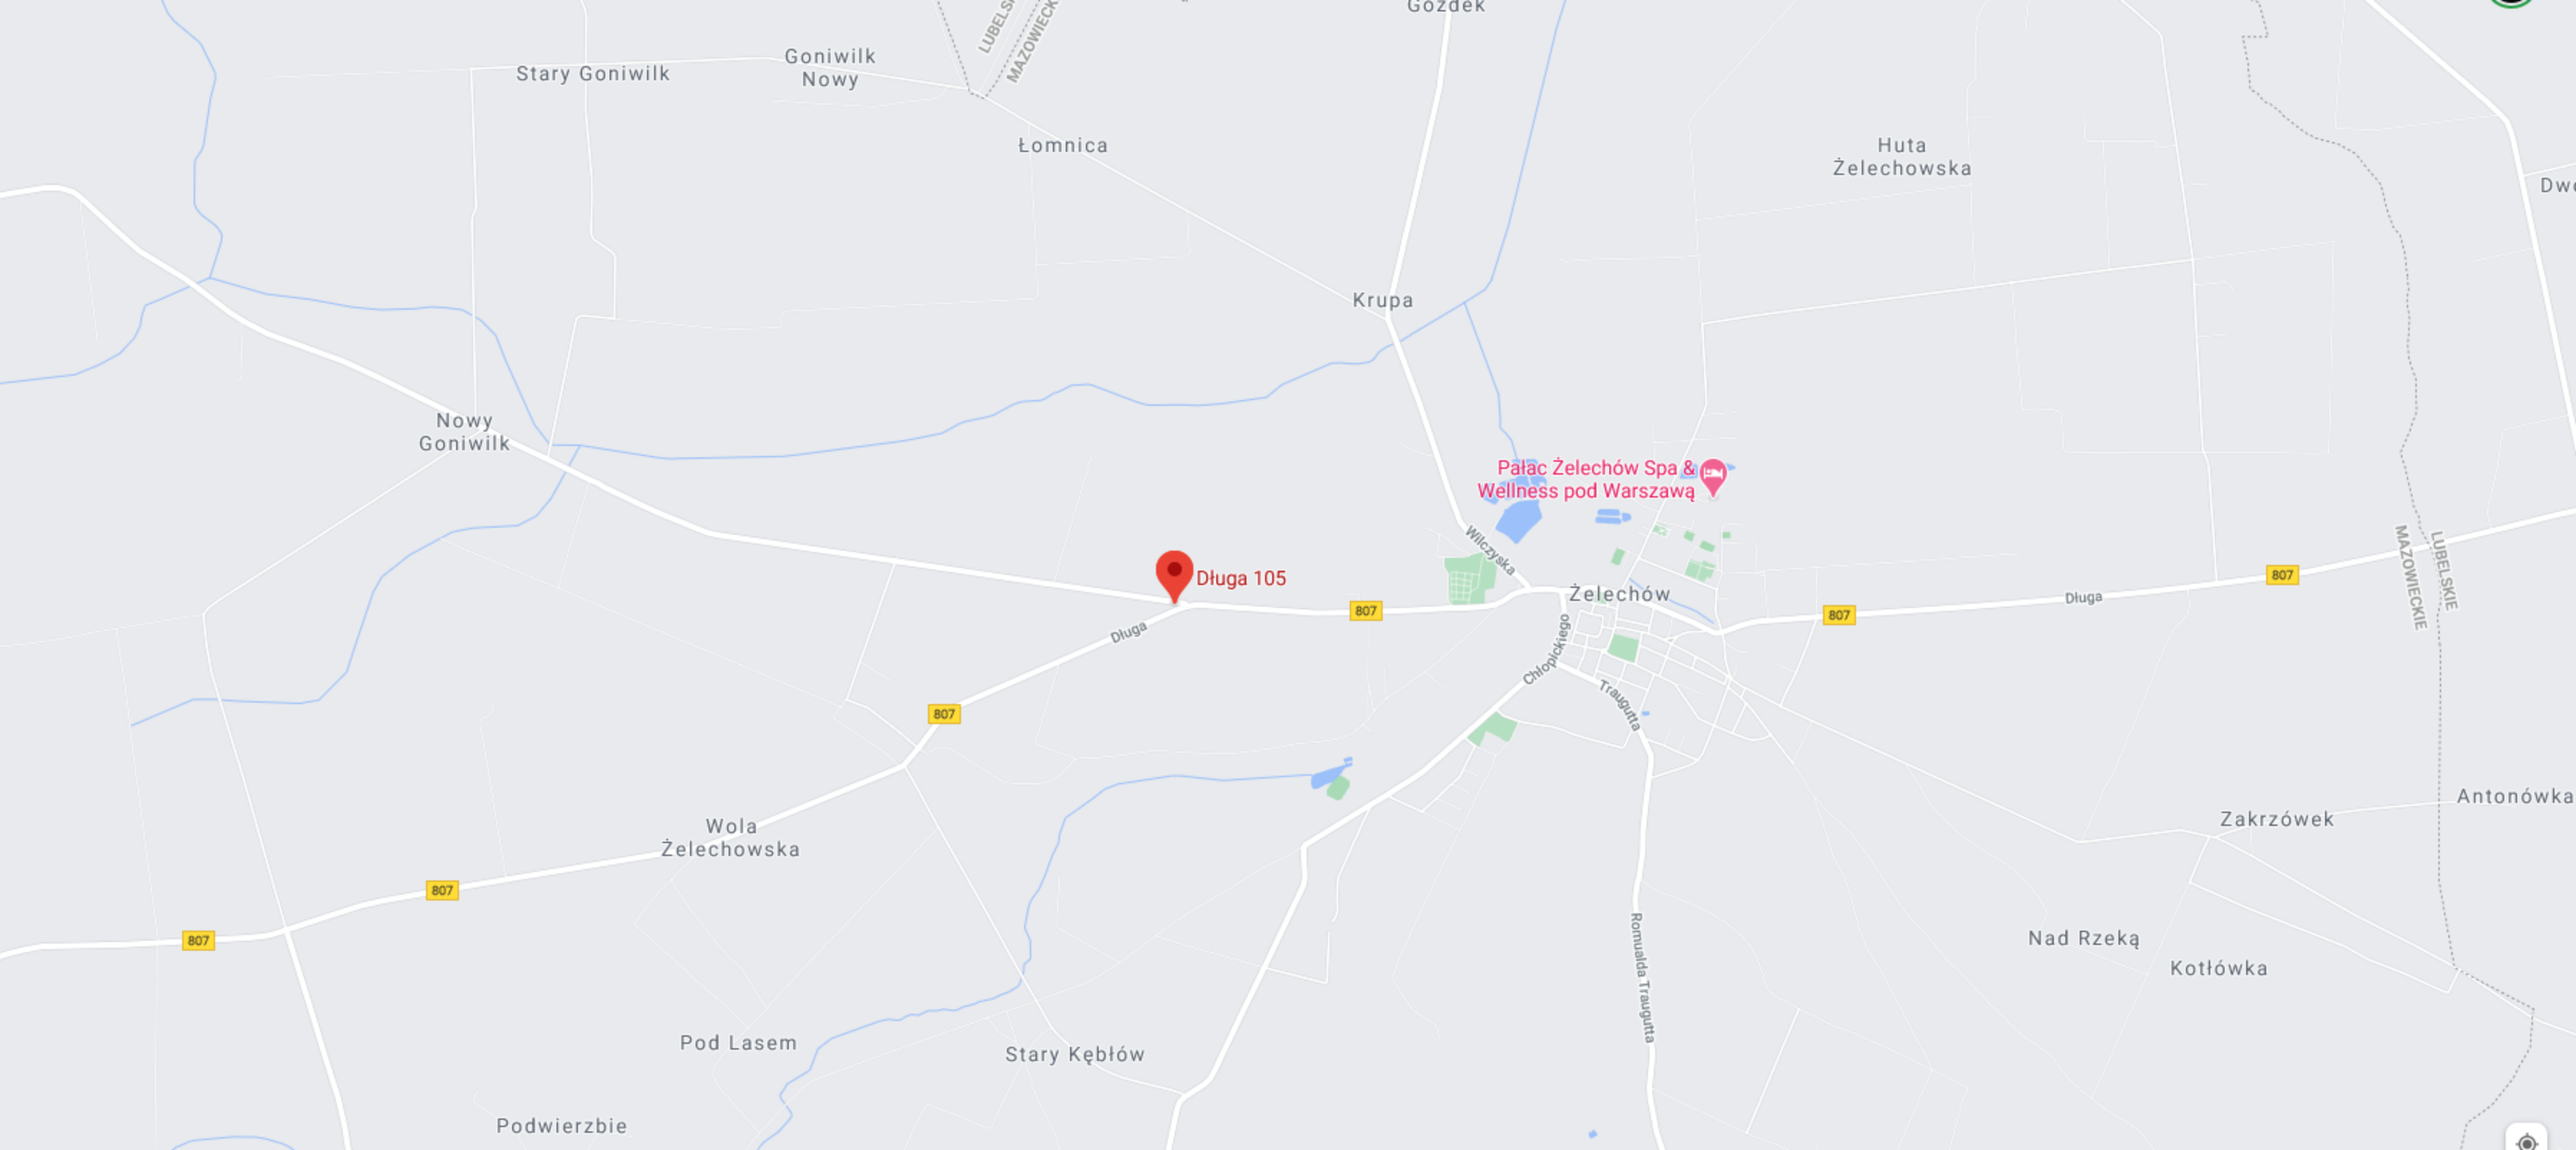 Gózdek
LUBELSKIE
MAZOWIECKIE
Goniwilk
Nowy
Stary Goniwilk
Łomnica
Huta
Żelechowska
Krupa
Nowy
Goniwilk
Pałac Żelechów Spa &
Wellness pod Warszawą
Wilczyska
Długa 105
Żelechów
807
807
807
Długa
Długa
MAZOWIECKIE
LUBELSKIE
Chłopickiego
Traugutta
807
Wola
Żelechowska
Antonówka
Zakrzówek
807
807
Romualda Traugutta
Nad Rzeką
Kotłówka
Pod Lasem
Stary Kębłów
Podwierzbie